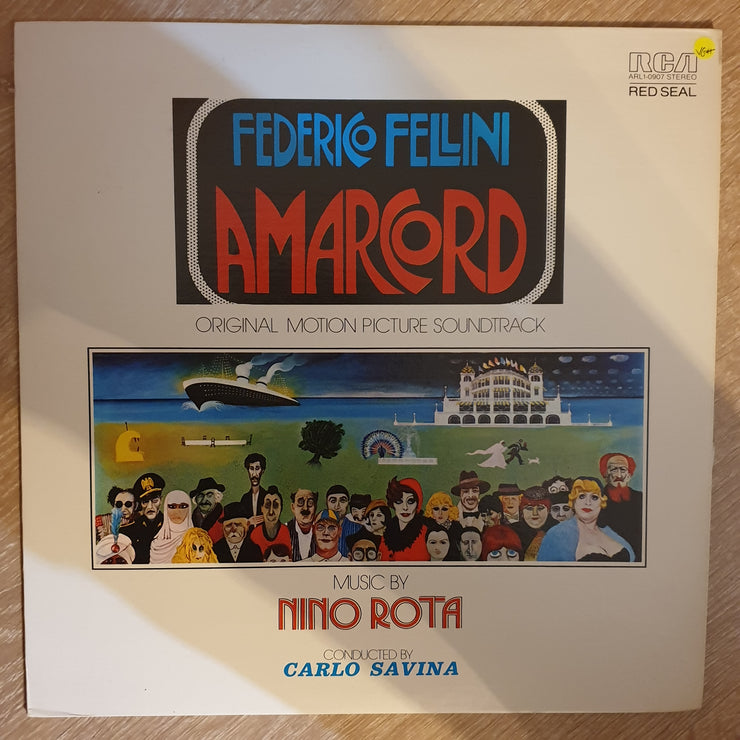 VG+
RCA
ARL1-0907 STEREO
RED SEAL
FEDERICO FELLINI
AMARCORD
ORIGINAL MOTION PICTURE SOUNDTRACK
MUSIC BY
NINO ROTA
CONDUCTED BY
CARLO SAVINA